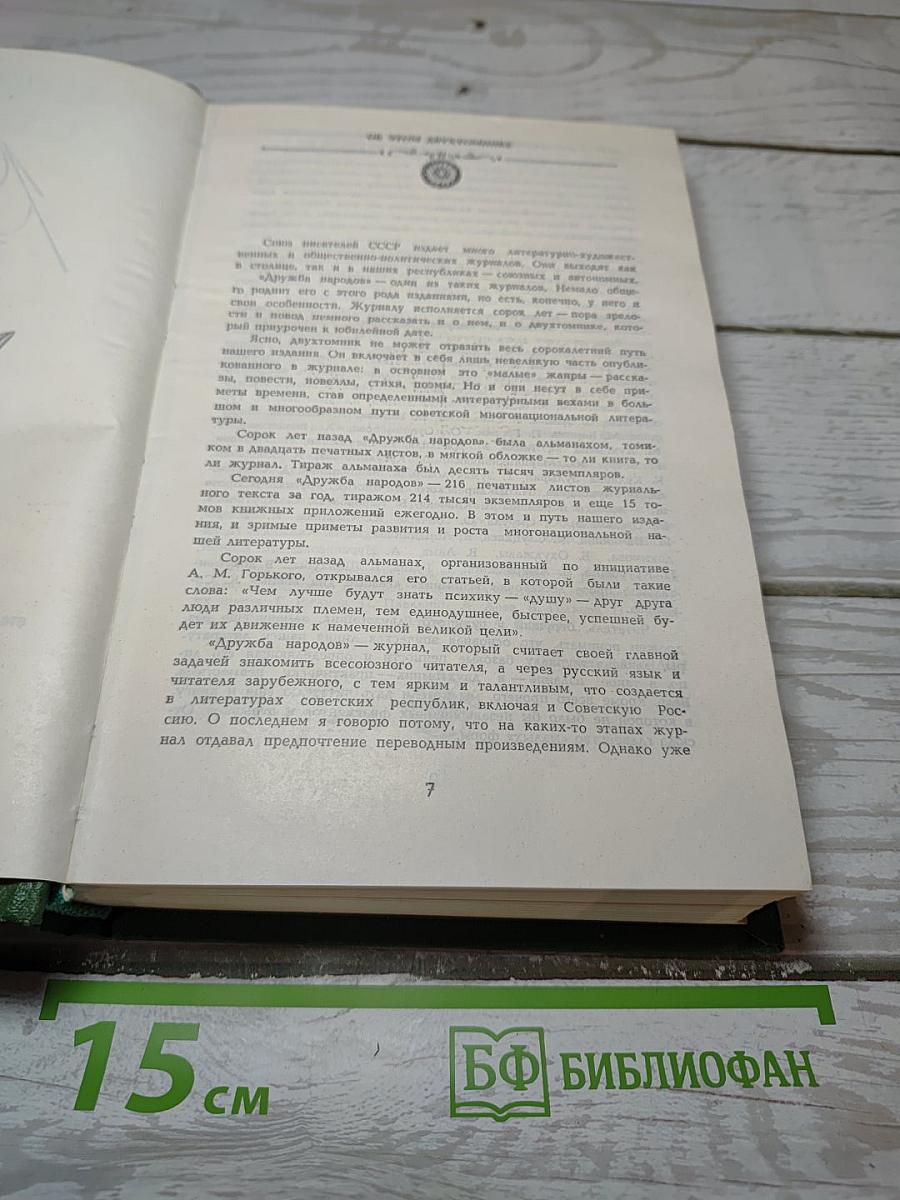 ОБ ЭТОМ ДВУХТОМНИКЕ
Союз писателей СССР издает много литературно-художест-
венных и общественно-политических журналов. Они выходят как
в столице, так и в наших республиках — союзных и автономных.
«Дружба народов» — один из таких журналов. Немало обще-
го роднит его с этого рода изданиями, но есть, конечно, у него и
свои особенности. Журналу исполняется сорок лет — пора зрело-
сти и повод немного рассказать и о нем, и о двухтомнике, кото-
рый приурочен к юбилейной дате.
Ясно, двухтомник не может отразить весь сорокалетний путь
нашего издания. Он включает в себя лишь невеликую часть опубли-
кованного в журнале: в основном это «малые» жанры — расска-
зы, повести, новеллы, стихи, поэмы. Но и они несут в себе при-
меты времени, став определенными литературными вехами в боль-
шом и многообразном пути советской многонациональной литера-
туры.
Сорок лет назад «Дружба народов» была альманахом, томи-
ком в двадцать печатных листов, в мягкой обложке — то ли книга, то
ли журнал. Тираж альманаха был десять тысяч экземпляров.
Сегодня «Дружба народов» — 216 печатных листов журналь-
ного текста за год, тиражом 214 тысяч экземпляров и еще 15 то-
мов книжных приложений ежегодно. В этом и путь нашего изда-
ния, и зримые приметы развития и роста многонациональной на-
шей литературы.
Сорок лет назад альманах, организованный по инициативе
А. М. Горького, открывался его статьей, в которой были такие
слова: «Чем лучше будут знать психику — «душу» — друг друга
люди различных племен, тем единодушнее, быстрее, успешней бу-
дет их движение к намеченной великой цели».
«Дружба народов» — журнал, который считает своей главной
задачей знакомить всесоюзного читателя, а через русский язык и
читателя зарубежного, с тем ярким и талантливым, что создается
в литературах советских республик, включая и Советскую Рос-
сию. О последнем я говорю потому, что на каких-то этапах жур-
нал отдавал предпочтение переводным произведениям. Однако уже
7
15 см
БФ БИБЛИОФАН